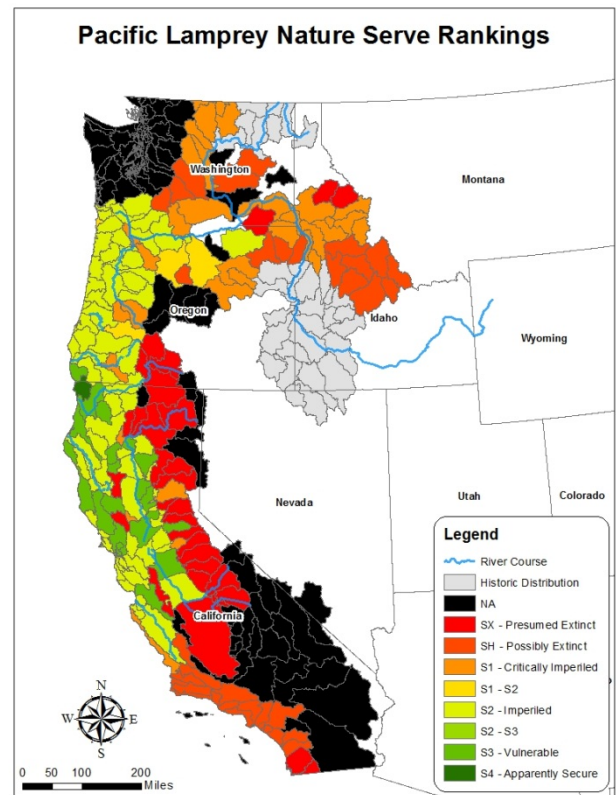 Pacific Lamprey Nature Serve Rankings
Washington
Montana
Oregon
Idaho
Wyoming
Nevada
Utah
Colorado
California
Legend
River Course
Historic Distribution
NA
SX - Presumed Extinct
SH - Possibly Extinct
S1 - Critically Imperiled
S1 - S2
S2 - Imperiled
S2 - S3
S3 - Vulnerable
S4 - Apparently Secure
N
W E
S
0 50 100 200
Miles